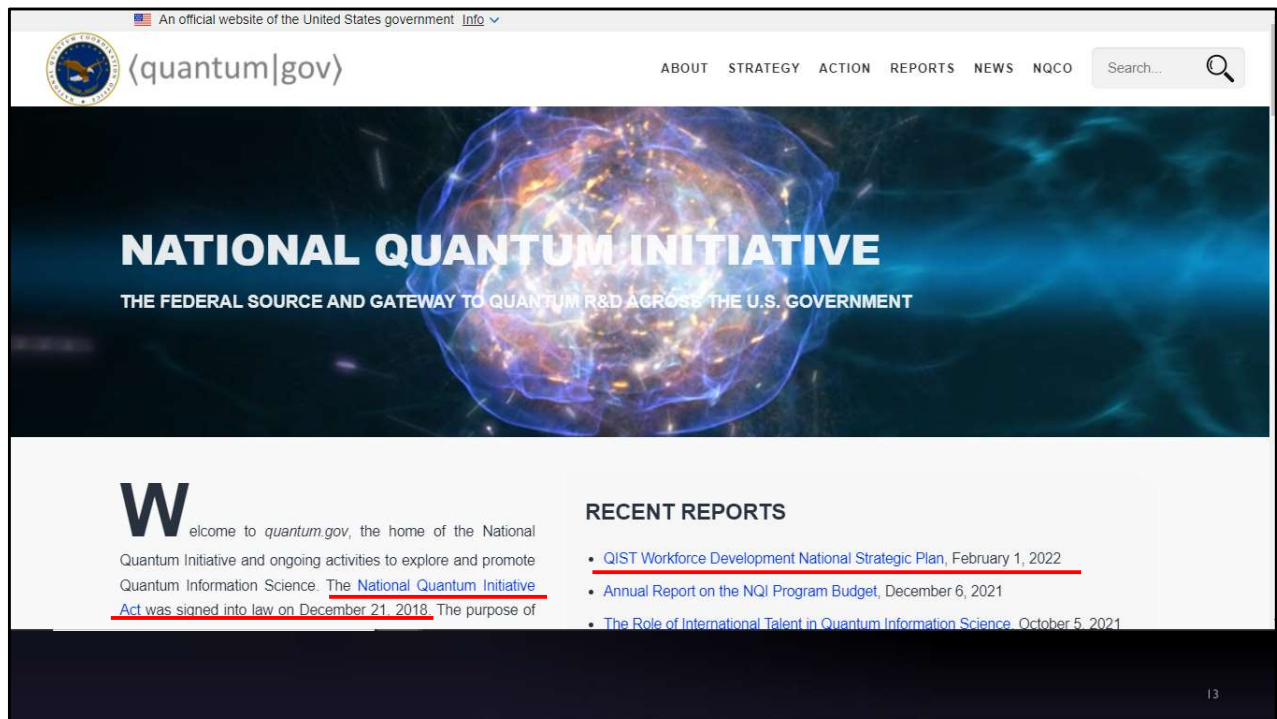 An official website of the United States government Info
⟨quantum|gov⟩
ABOUT STRATEGY ACTION REPORTS NEWS NQCO Search...
NATIONAL QUANTUM INITIATIVE
THE FEDERAL SOURCE AND GATEWAY TO QUANTUM R&D ACROSS THE U.S. GOVERNMENT
Welcome to quantum.gov, the home of the National
Quantum Initiative and ongoing activities to explore and promote
Quantum Information Science. The National Quantum Initiative
Act was signed into law on December 21, 2018. The purpose of
RECENT REPORTS
• QIST Workforce Development National Strategic Plan, February 1, 2022
• Annual Report on the NQI Program Budget, December 6, 2021
• The Role of International Talent in Quantum Information Science, October 5, 2021
13